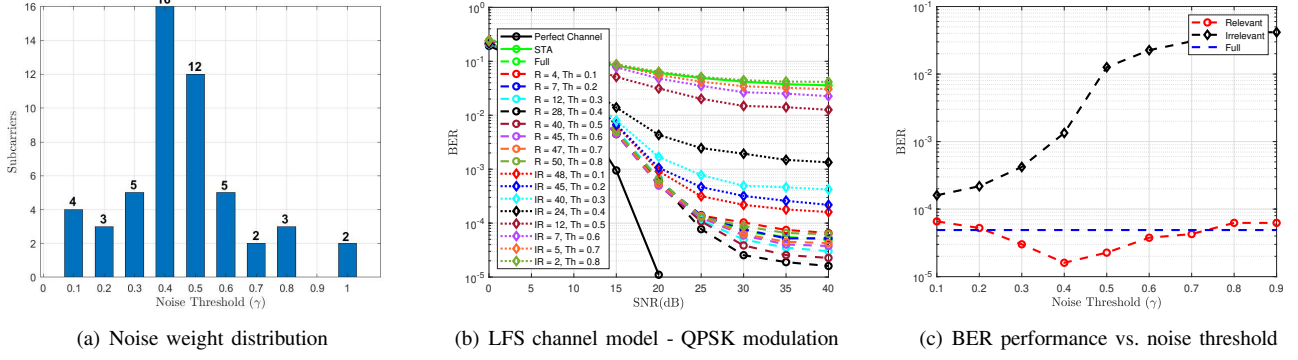 16
12
5
5
4
3
3
2
2
16
14
12
10
8
6
4
2
0
Subcarriers
0 0.1 0.2 0.3 0.4 0.5 0.6 0.7 0.8 0.9 1
Noise Threshold (γ)
(a) Noise weight distribution
10^0
10^-1
10^-2
10^-3
10^-4
10^-5
BER
Perfect Channel
STA
Full
R = 4, Th = 0.1
R = 7, Th = 0.2
R = 12, Th = 0.3
R = 28, Th = 0.4
R = 40, Th = 0.5
R = 45, Th = 0.6
R = 47, Th = 0.7
R = 50, Th = 0.8
IR = 48, Th = 0.1
IR = 45, Th = 0.2
IR = 40, Th = 0.3
IR = 24, Th = 0.4
IR = 12, Th = 0.5
IR = 7, Th = 0.6
IR = 5, Th = 0.7
IR = 2, Th = 0.8
0 15 20 25 30 35 40
SNR(dB)
(b) LFS channel model - QPSK modulation
10^-1
10^-2
10^-3
10^-4
10^-5
BER
Relevant
Irrelevant
Full
0.1 0.2 0.3 0.4 0.5 0.6 0.7 0.8 0.9
Noise Threshold (γ)
(c) BER performance vs. noise threshold